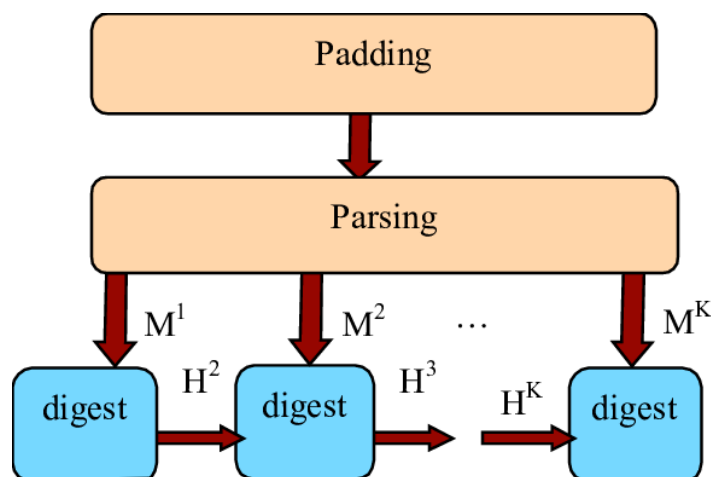 Padding
Parsing
M¹ M² … Mᴷ
H² H³ Hᴷ
digest digest digest